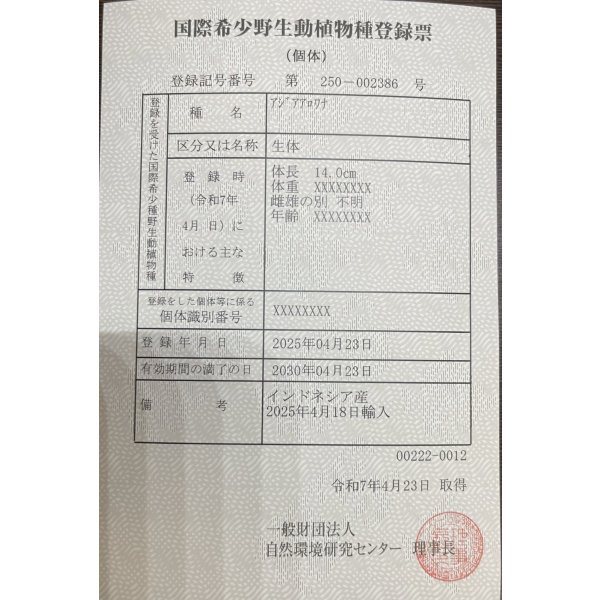 国際希少野生動植物種登録票
（個体）
登録記号番号 第 250-002386 号
登録を受けた国際希少種野生動植物種
種名 アジアアロワナ
区分又は名称 生体
登録時
（令和7年
4月 日）に
おける主な
特徴
体長 14.0cm
体重 XXXXXXXX
雌雄の別 不明
年齢 XXXXXXXX
登録をした個体等に係る
個体識別番号 XXXXXXXX
登録年月日 2025年04月23日
有効期間の満了の日 2030年04月23日
備考 インドネシア産
2025年4月18日輸入
00222-0012
令和7年4月23日 取得
一般財団法人
自然環境研究センター 理事長